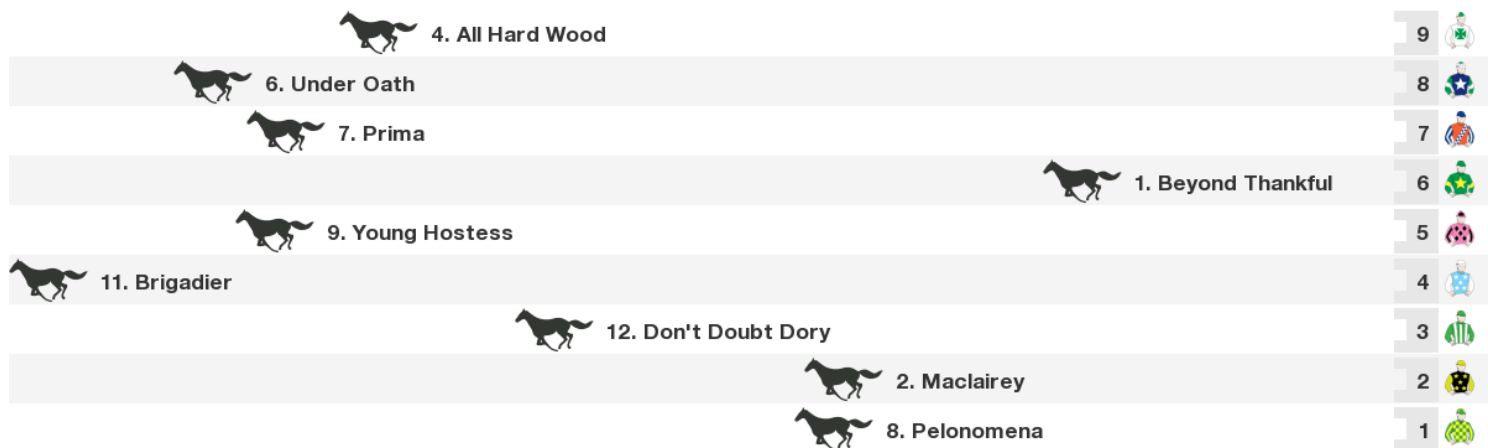 4. All Hard Wood 9
6. Under Oath 8
7. Prima 7
1. Beyond Thankful 6
9. Young Hostess 5
11. Brigadier 4
12. Don't Doubt Dory 3
2. Maclairey 2
8. Pelonomena 1